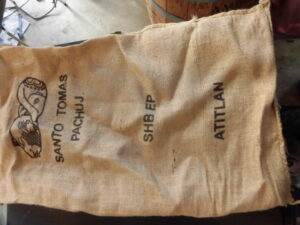 SANTO TOMAS
PACHUJ
SHB EP
ATITLAN